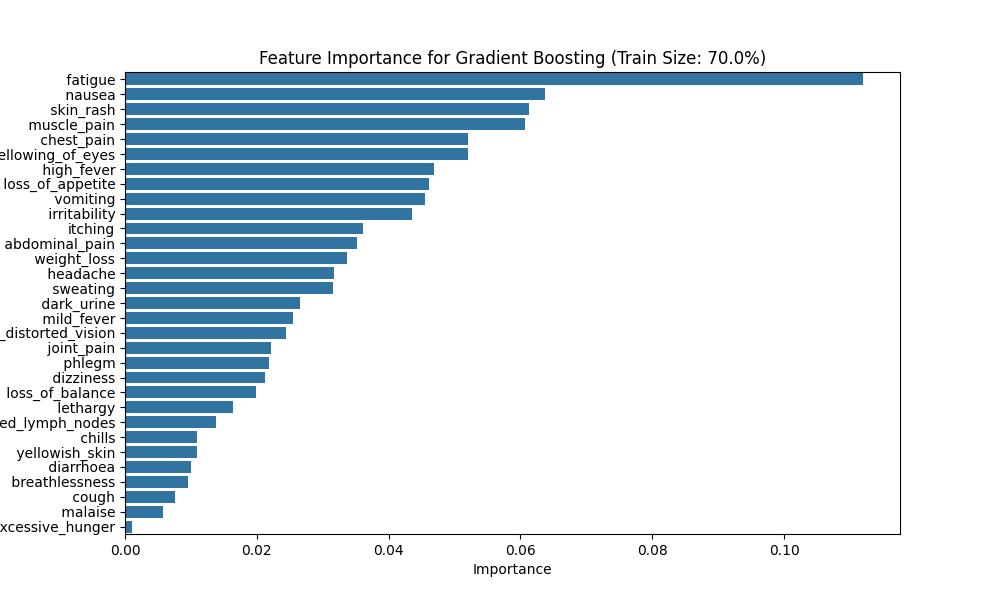 Feature Importance for Gradient Boosting (Train Size: 70.0%)
fatigue
nausea
skin_rash
muscle_pain
chest_pain
ellowing_of_eyes
high_fever
loss_of_appetite
vomiting
irritability
itching
abdominal_pain
weight_loss
headache
sweating
dark_urine
mild_fever
_distorted_vision
joint_pain
phlegm
dizziness
loss_of_balance
lethargy
ed_lymph_nodes
chills
yellowish_skin
diarrhoea
breathlessness
cough
malaise
xcessive_hunger
0.00 0.02 0.04 0.06 0.08 0.10
Importance